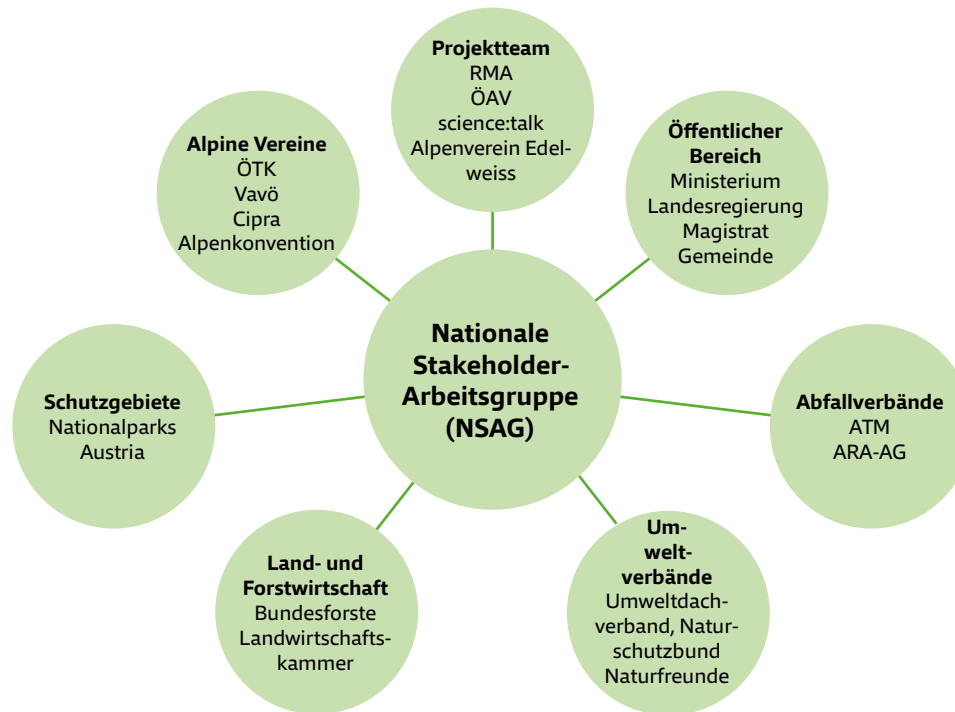 Projektteam
RMA
ÖAV
science:talk
Alpenverein Edel-
weiss
Alpine Vereine
ÖTK
Vavö
Cipra
Alpenkonvention
Öffentlicher
Bereich
Ministerium
Landesregierung
Magistrat
Gemeinde
Nationale
Stakeholder-
Arbeitsgruppe
(NSAG)
Schutzgebiete
Nationalparks
Austria
Abfallverbände
ATM
ARA-AG
Land- und
Forstwirtschaft
Bundesforste
Landwirtschafts-
kammer
Um-
welt-
verbände
Umweltdach-
verband, Natur-
schutzbund
Naturfreunde